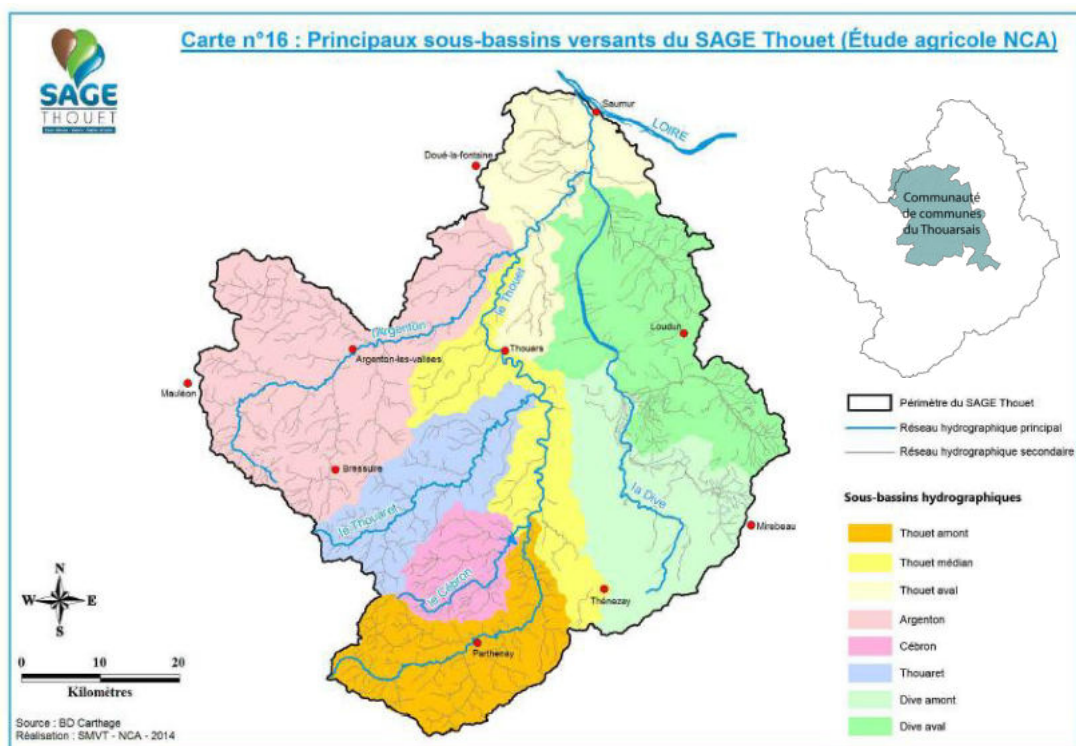 Carte n°16 : Principaux sous-bassins versants du SAGE Thouet (Étude agricole NCA)
SAGE
THOUET
Saumur
LOIRE
Doué-la-fontaine
Communauté
de communes
du Thouarsais
le Thouet
l'Argenton
Loudun
Thouars
Argenton-les-vallées
Mauléon
Périmètre du SAGE Thouet
Réseau hydrographique principal
Réseau hydrographique secondaire
Bressuire
la Dive
le Thouaret
Mirebeau
Sous-bassins hydrographiques
Thouet amont
Thouet médian
Thouet aval
Argenton
Cébron
Thouaret
Dive amont
Dive aval
le Cébron
Thénezay
Parthenay
N
W
E
S
0 10 20
Kilomètres
Source : BD Carthage
Réalisation : SMVT - NCA - 2014